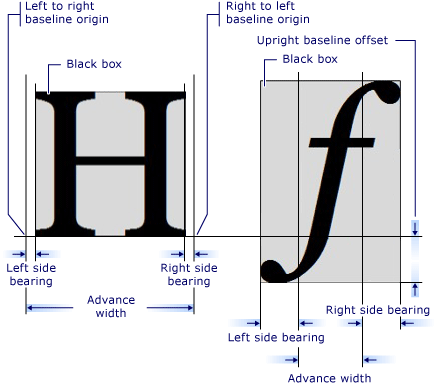 Left to right
baseline origin
Right to left
baseline origin
Upright baseline offset
Black box
Black box
H
f
Left side
bearing
Right side
bearing
Advance
width
Right side bearing
Left side bearing
Advance width